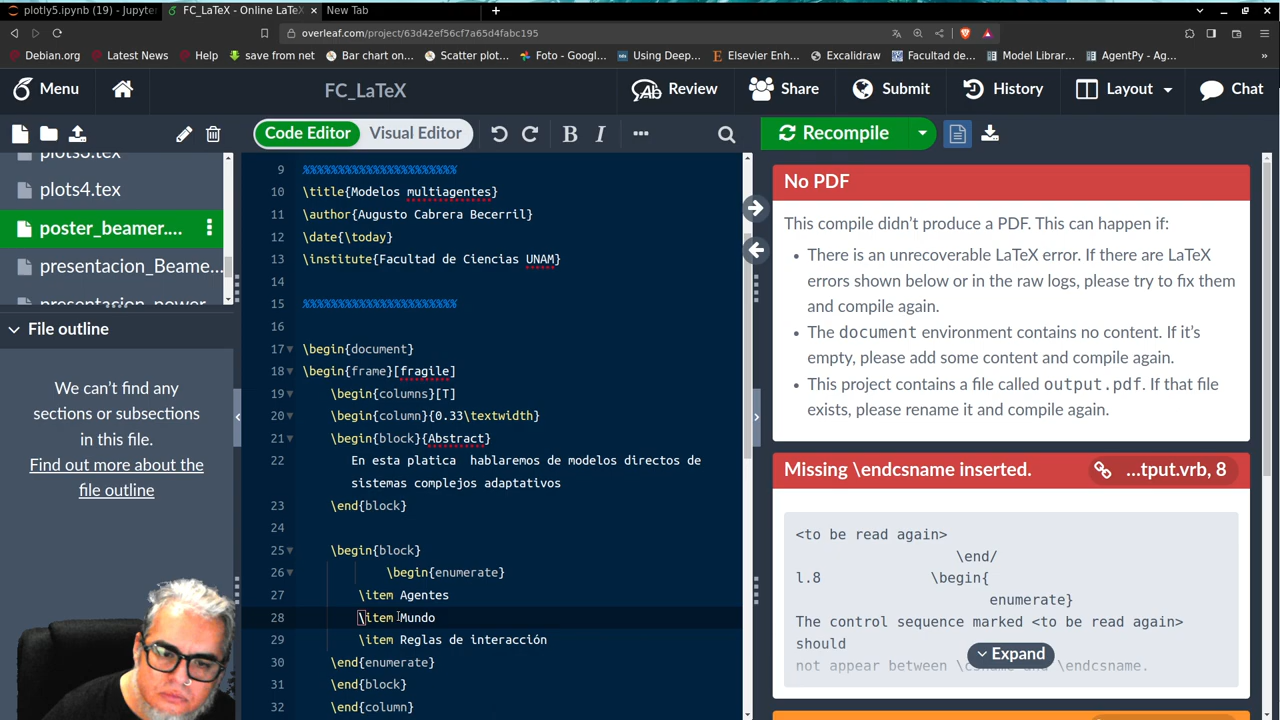 plotly5.ipynb (19) - Jupyter
FC_LaTeX - Online LaTeX
New Tab
overleaf.com/project/63d42ef56cf7a65d4fabc195
Debian.org
Latest News
Help
save from net
Bar chart on...
Scatter plot...
Foto - Googl...
Using Deep...
Elsevier Enh...
Excalidraw
Facultad de...
Model Librar...
AgentPy - Ag...
»
Menu
FC_LaTeX
Review
Share
Submit
History
Layout
Chat
Code Editor
Visual Editor
B
I
...
Recompile
plots3.tex
plots4.tex
poster_beamer....
presentacion_Beame...
presentacion_power
File outline
We can't find any
sections or subsections
in this file.
Find out more about the
file outline
9 %%%%%%%%%%%%%%%%%%%%%%
10 \title{Modelos multiagentes}
11 \author{Augusto Cabrera Becerril}
12 \date{\today}
13 \institute{Facultad de Ciencias UNAM}
14
15 %%%%%%%%%%%%%%%%%%%%%%
16
17 \begin{document}
18 \begin{frame}[fragile]
19 \begin{columns}[T]
20 \begin{column}{0.33\textwidth}
21 \begin{block}{Abstract}
22 En esta platica hablaremos de modelos directos de
sistemas complejos adaptativos
23 \end{block}
24
25 \begin{block}
26 \begin{enumerate}
27 \item Agentes
28 \item Mundo
29 \item Reglas de interacción
30 \end{enumerate}
31 \end{block}
32 \end{column}
No PDF
This compile didn't produce a PDF. This can happen if:
• There is an unrecoverable LaTeX error. If there are LaTeX
errors shown below or in the raw logs, please try to fix them
and compile again.
• The document environment contains no content. If it's
empty, please add some content and compile again.
• This project contains a file called output.pdf. If that file
exists, please rename it and compile again.
Missing \endcsname inserted.
...tput.vrb, 8
<to be read again>
\end/
l.8 \begin{
enumerate}
The control sequence marked <to be read again>
should
not appear between \csname and \endcsname.
Expand